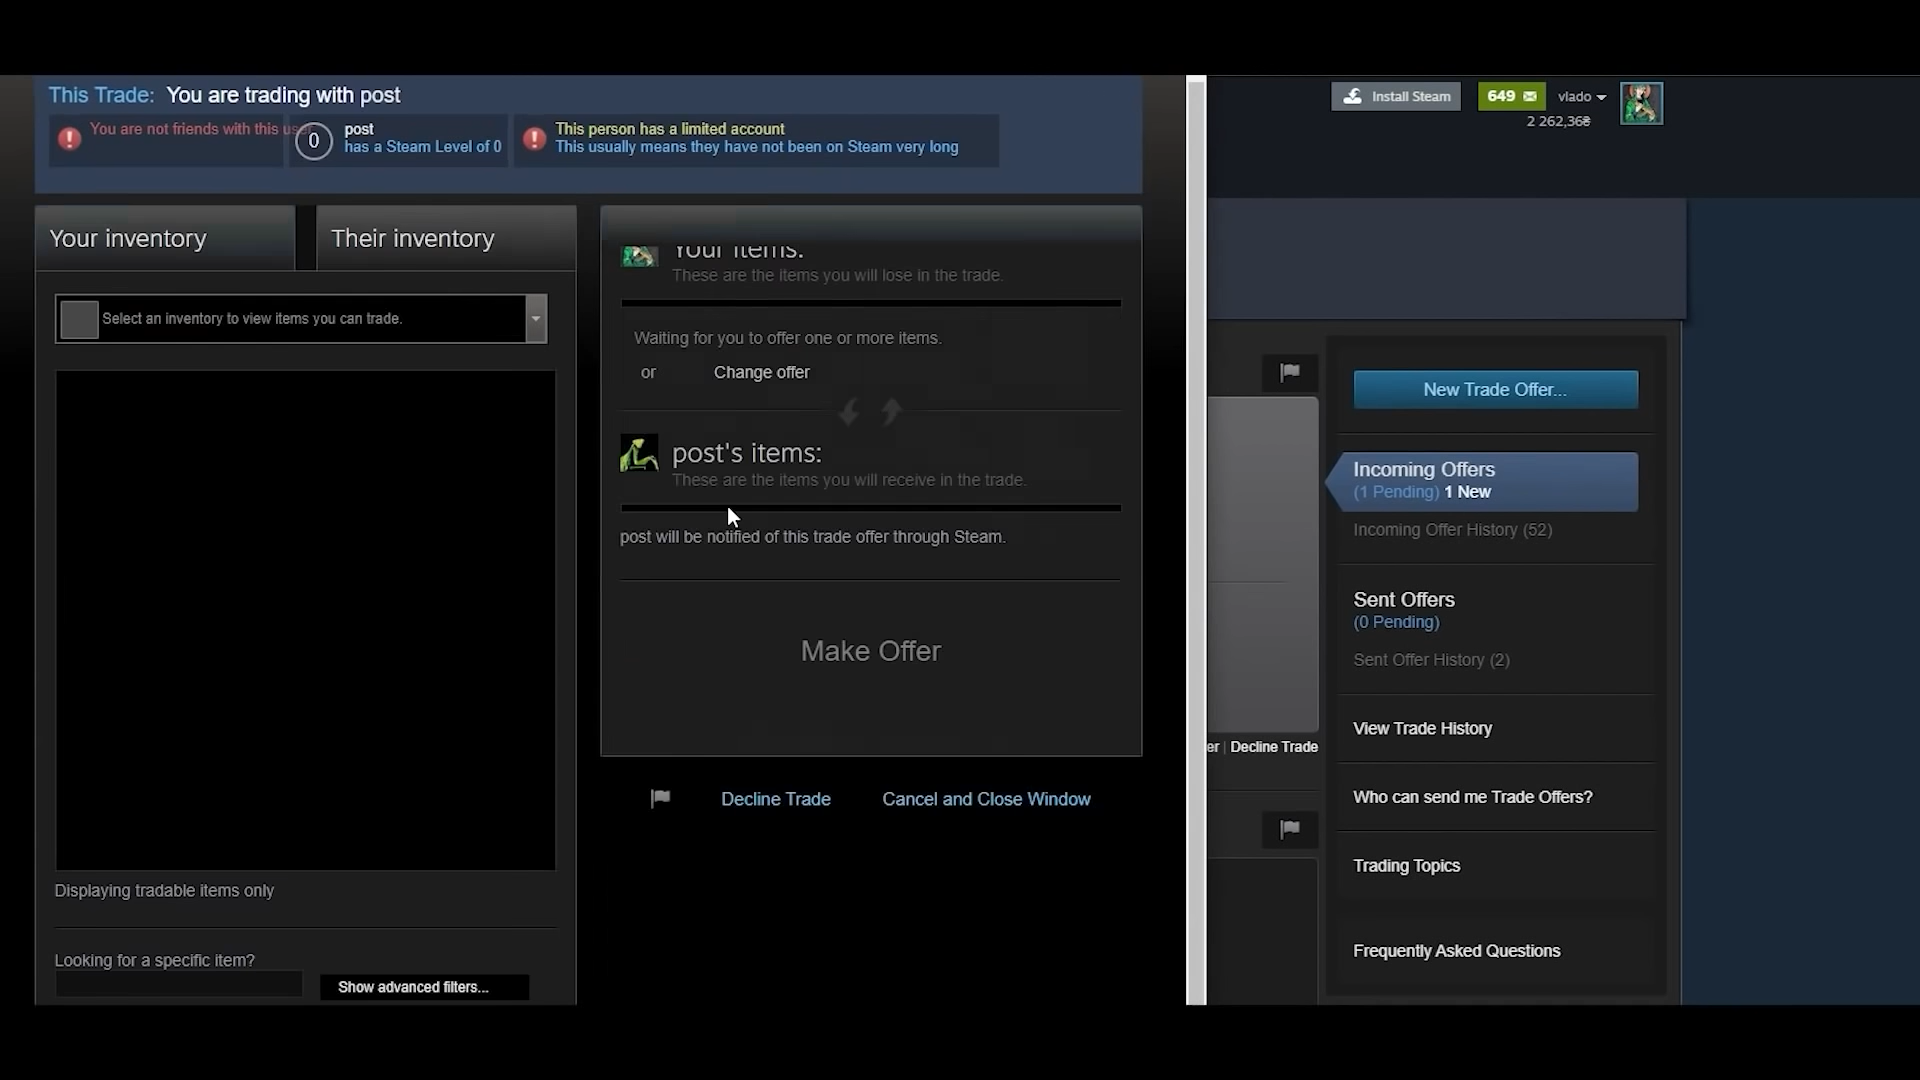 This Trade: You are trading with post
You are not friends with this user
0
post
has a Steam Level of 0
This person has a limited account
This usually means they have not been on Steam very long
Your inventory
Their inventory
Select an inventory to view items you can trade.
Displaying tradable items only
Looking for a specific item?
Show advanced filters...
Your items:
These are the items you will lose in the trade.
Waiting for you to offer one or more items.
or
Change offer
post's items:
These are the items you will receive in the trade.
post will be notified of this trade offer through Steam.
Make Offer
Decline Trade
Cancel and Close Window
Install Steam
649
vlado
2 262,36₴
er | Decline Trade
New Trade Offer...
Incoming Offers
(1 Pending) 1 New
Incoming Offer History (52)
Sent Offers
(0 Pending)
Sent Offer History (2)
View Trade History
Who can send me Trade Offers?
Trading Topics
Frequently Asked Questions